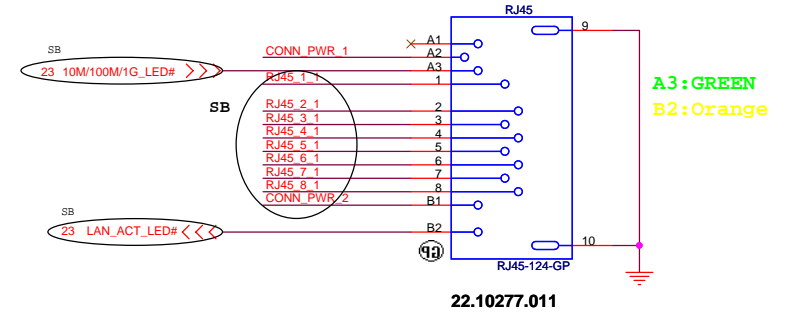 RJ45
9
A1
CONN_PWR_1
A2
SB
23 10M/100M/1G_LED#
A3
RJ45_1_1
1
A3:GREEN
B2:Orange
SB
RJ45_2_1
2
RJ45_3_1
3
RJ45_4_1
4
RJ45_5_1
5
RJ45_6_1
6
RJ45_7_1
7
RJ45_8_1
8
CONN_PWR_2
B1
SB
23 LAN_ACT_LED#
B2
GP
10
RJ45-124-GP
22.10277.011